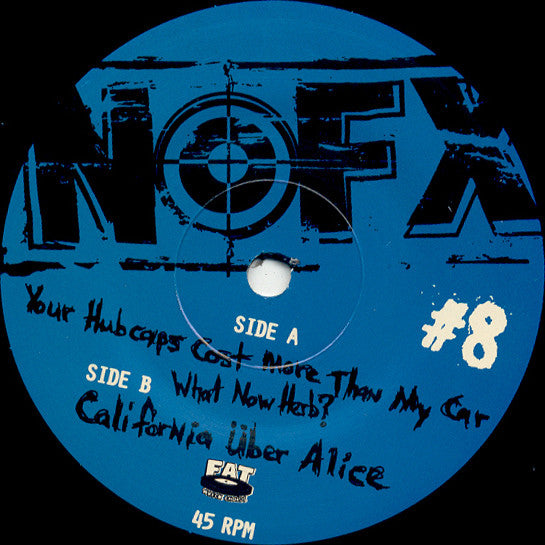 NOFX
SIDE A
#8
Your Hubcaps Cost More Than My Car
SIDE B
What Now Herb?
California Über Alice
FAT
45 RPM